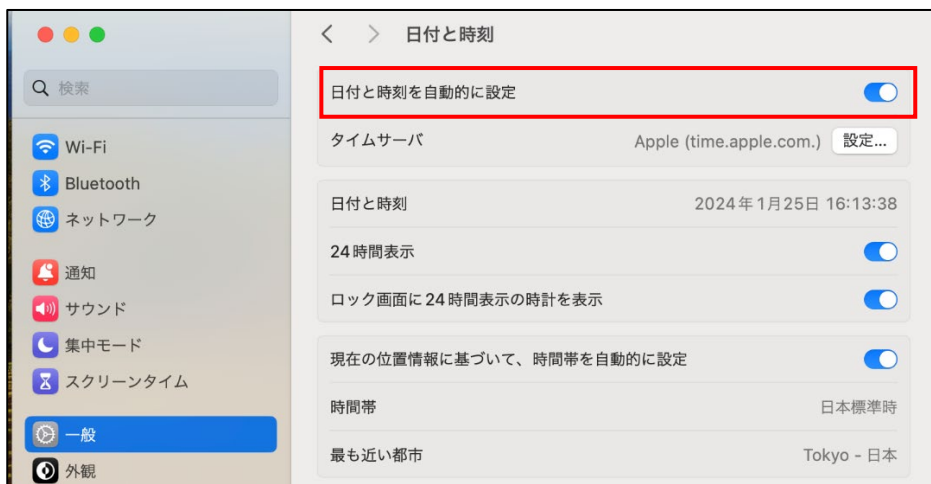 日付と時刻
検索
Wi-Fi
Bluetooth
ネットワーク
通知
サウンド
集中モード
スクリーンタイム
一般
外観
日付と時刻を自動的に設定
タイムサーバ Apple (time.apple.com.) 設定...
日付と時刻 2024年1月25日 16:13:38
24時間表示
ロック画面に24時間表示の時計を表示
現在の位置情報に基づいて、時間帯を自動的に設定
時間帯 日本標準時
最も近い都市 Tokyo - 日本